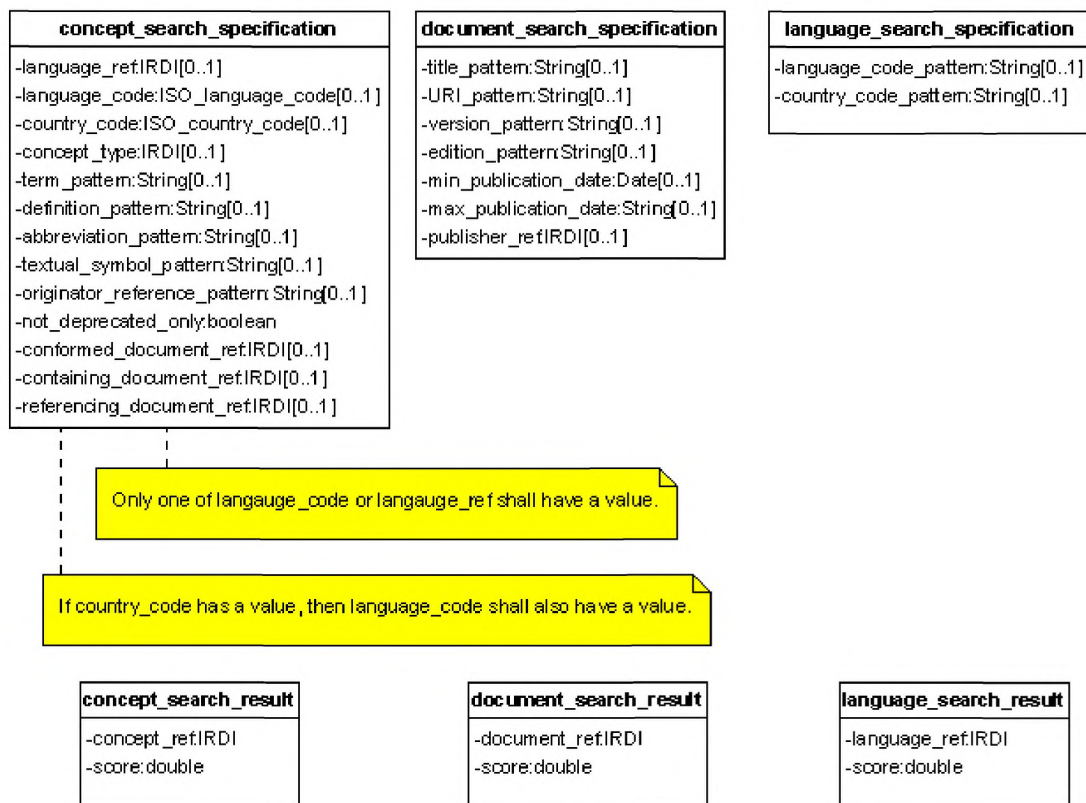 concept_search_specification
-language_ref:IRDI[0..1]
-language_code:ISO_language_code[0..1]
-country_code:ISO_country_code[0..1]
-concept_type:IRDI[0..1]
-term_pattern:String[0..1]
-definition_pattern:String[0..1]
-abbreviation_pattern:String[0..1]
-textual_symbol_pattern:String[0..1]
-originator_reference_pattern:String[0..1]
-not_deprecated_only:boolean
-conformed_document_ref:IRDI[0..1]
-containing_document_ref:IRDI[0..1]
-referencing_document_ref:IRDI[0..1]
document_search_specification
-title_pattern:String[0..1]
-URI_pattern:String[0..1]
-version_pattern:String[0..1]
-edition_pattern:String[0..1]
-min_publication_date:Date[0..1]
-max_publication_date:String[0..1]
-publisher_ref:IRDI[0..1]
language_search_specification
-language_code_pattern:String[0..1]
-country_code_pattern:String[0..1]
Only one of langauge_code or langauge_ref shall have a value.
If country_code has a value, then language_code shall also have a value.
concept_search_result
-concept_ref:IRDI
-score:double
document_search_result
-document_ref:IRDI
-score:double
language_search_result
-language_ref:IRDI
-score:double